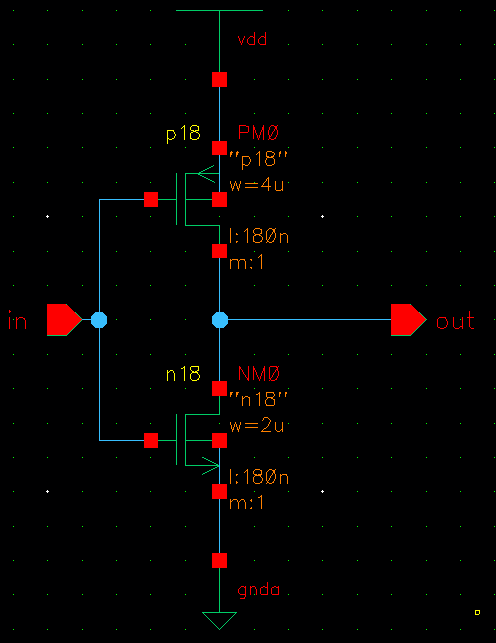 vdd
p18 PM0
"p18"
w=4u
l:180n
m:1
in out
n18 NM0
"n18"
w=2u
l:180n
m:1
gnda